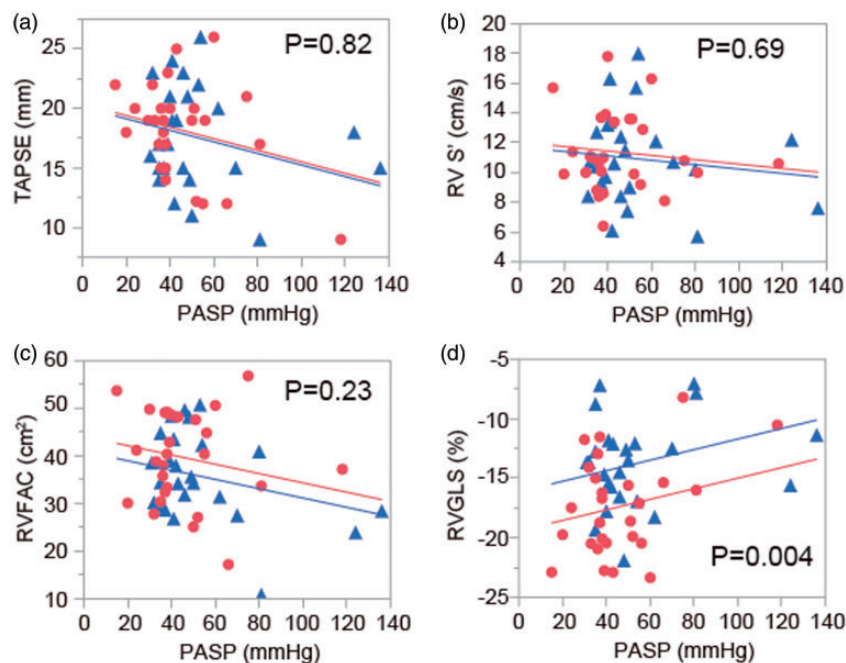 (a)
P=0.82
TAPSE (mm)
25
20
15
10
0 20 40 60 80 100 120 140
PASP (mmHg)
(b)
P=0.69
RV S' (cm/s)
20
18
16
14
12
10
8
6
4
0 20 40 60 80 100 120 140
PASP (mmHg)
(c)
P=0.23
RVFAC (cm²)
60
50
40
30
20
10
0 20 40 60 80 100 120 140
PASP (mmHg)
(d)
RVGLS (%)
-5
-10
-15
-20
-25
P=0.004
0 20 40 60 80 100 120 140
PASP (mmHg)